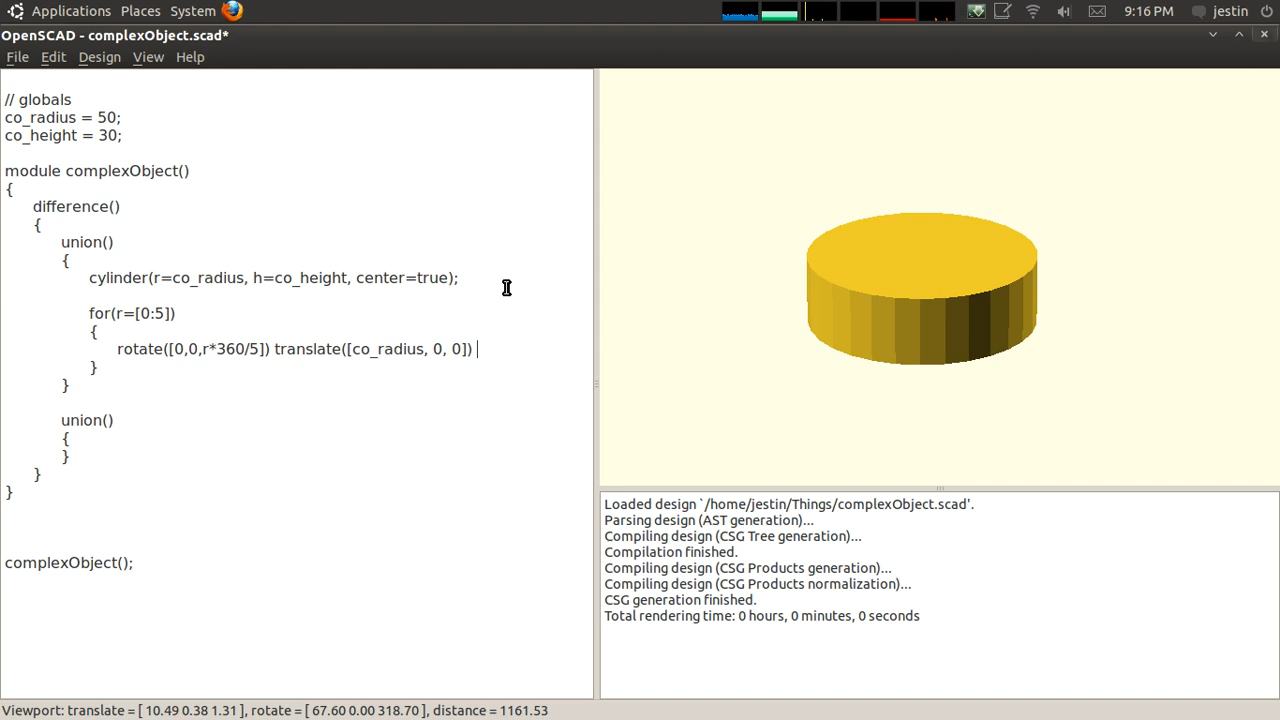 Applications Places System 9:16 PM jestin
OpenSCAD - complexObject.scad*
File Edit Design View Help
// globals
co_radius = 50;
co_height = 30;
module complexObject()
{
difference()
{
union()
{
cylinder(r=co_radius, h=co_height, center=true);
for(r=[0:5])
{
rotate([0,0,r*360/5]) translate([co_radius, 0, 0])
}
}
union()
{
}
}
}
complexObject();
Loaded design `/home/jestin/Things/complexObject.scad'.
Parsing design (AST generation)...
Compiling design (CSG Tree generation)...
Compilation finished.
Compiling design (CSG Products generation)...
Compiling design (CSG Products normalization)...
CSG generation finished.
Total rendering time: 0 hours, 0 minutes, 0 seconds
Viewport: translate = [ 10.49 0.38 1.31 ], rotate = [ 67.60 0.00 318.70 ], distance = 1161.53